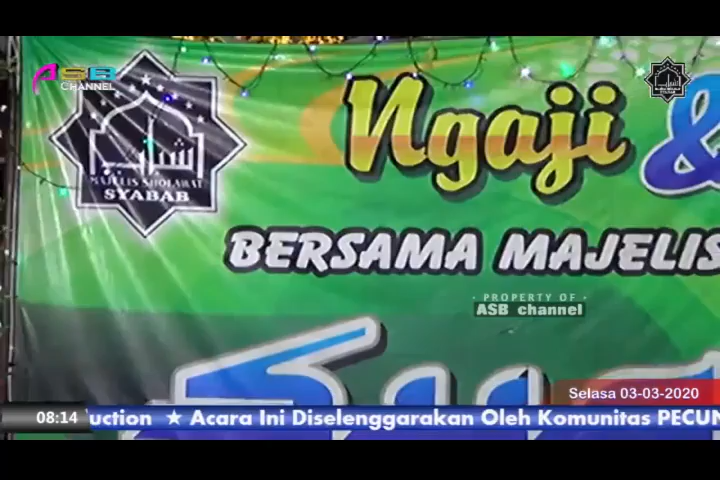 ASB
CHANNEL
Ngaji &
MAJELIS SHOLAWAT
SYABAB
BERSAMA MAJELIS
PROPERTY OF
ASB channel
Selasa 03-03-2020
08:14
uction ★ Acara Ini Diselenggarakan Oleh Komunitas PECUN